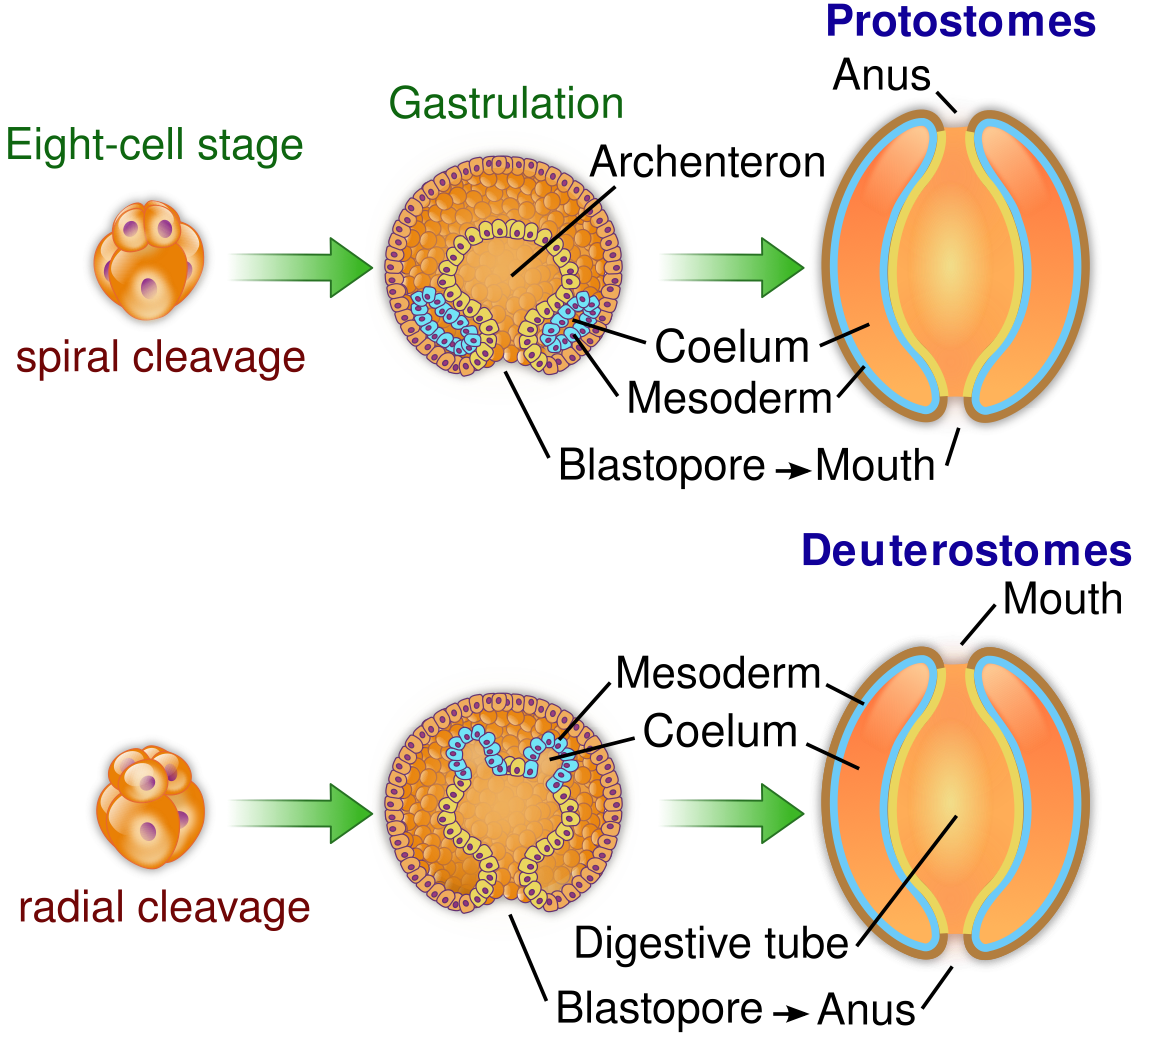 Protostomes
Anus
Gastrulation
Eight-cell stage
Archenteron
spiral cleavage
Coelum
Mesoderm
Blastopore → Mouth
Deuterostomes
Mouth
Mesoderm
Coelum
radial cleavage
Digestive tube
Blastopore → Anus